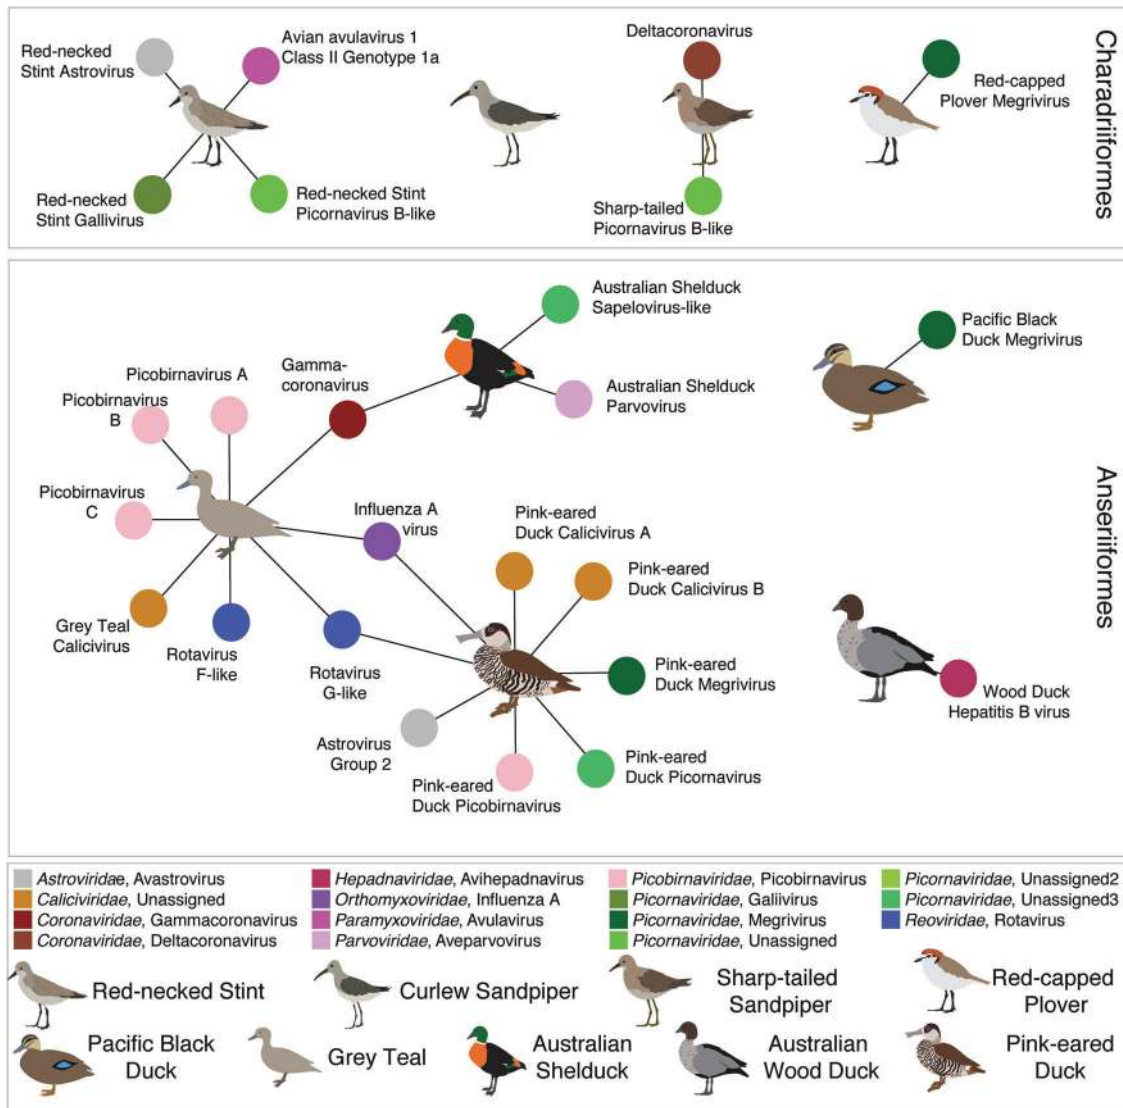 Red-necked
Stint Astrovirus
Avian avulavirus 1
Class II Genotype 1a
Deltacoronavirus
Red-capped
Plover Megrivirus
Red-necked
Stint Gallivirus
Red-necked Stint
Picornavirus B-like
Sharp-tailed
Picornavirus B-like
Charadriiformes
Australian Shelduck
Sapelovirus-like
Pacific Black
Duck Megrivirus
Gamma-
coronavirus
Picobirnavirus A
Picobirnavirus
B
Australian Shelduck
Parvovirus
Picobirnavirus
C
Influenza A
virus
Pink-eared
Duck Calicivirus A
Pink-eared
Duck Calicivirus B
Grey Teal
Calicivirus
Rotavirus
F-like
Rotavirus
G-like
Pink-eared
Duck Megrivirus
Wood Duck
Hepatitis B virus
Astrovirus
Group 2
Pink-eared
Duck Picobirnavirus
Pink-eared
Duck Picornavirus
Anseriiformes
Astroviridae, Avastrovirus
Caliciviridae, Unassigned
Coronaviridae, Gammacoronavirus
Coronaviridae, Deltacoronavirus
Hepadnaviridae, Avihepadnavirus
Orthomyxoviridae, Influenza A
Paramyxoviridae, Avulavirus
Parvoviridae, Aveparvovirus
Picobirnaviridae, Picobirnavirus
Picornaviridae, Galiivirus
Picornaviridae, Megrivirus
Picornaviridae, Unassigned
Picornaviridae, Unassigned2
Picornaviridae, Unassigned3
Reoviridae, Rotavirus
Red-necked Stint
Curlew Sandpiper
Sharp-tailed
Sandpiper
Red-capped
Plover
Pacific Black
Duck
Grey Teal
Australian
Shelduck
Australian
Wood Duck
Pink-eared
Duck